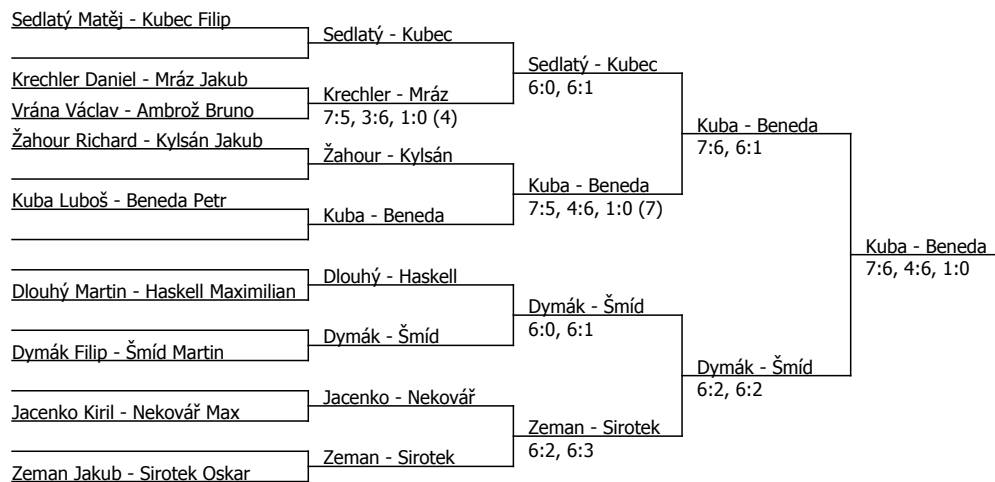 Sedlatý Matěj - Kubec Filip
Krechler Daniel - Mráz Jakub
Vrána Václav - Ambrož Bruno
Žahour Richard - Kylsán Jakub
Kuba Luboš - Beneda Petr
Dlouhý Martin - Haskell Maximilian
Dymák Filip - Šmíd Martin
Jacenko Kiril - Nekovář Max
Zeman Jakub - Sirotek Oskar
Sedlatý - Kubec
Krechler - Mráz
7:5, 3:6, 1:0 (4)
Žahour - Kylsán
Kuba - Beneda
Dlouhý - Haskell
Dymák - Šmíd
Jacenko - Nekovář
Zeman - Sirotek
Sedlatý - Kubec
6:0, 6:1
Kuba - Beneda
7:5, 4:6, 1:0 (7)
Dymák - Šmíd
6:0, 6:1
Zeman - Sirotek
6:2, 6:3
Kuba - Beneda
7:6, 6:1
Dymák - Šmíd
6:2, 6:2
Kuba - Beneda
7:6, 4:6, 1:0